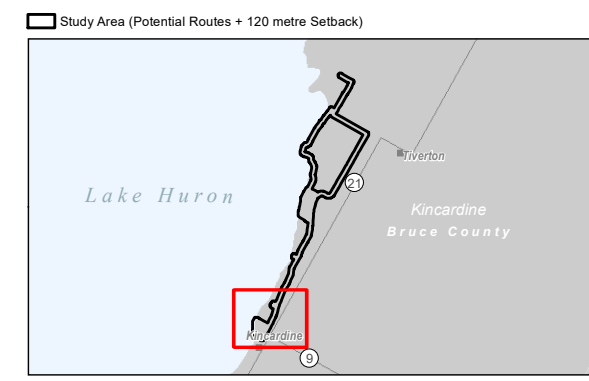 Study Area (Potential Routes + 120 metre Setback)
Tiverton
21
Lake Huron
Kincardine
Bruce County
Kincardine
9